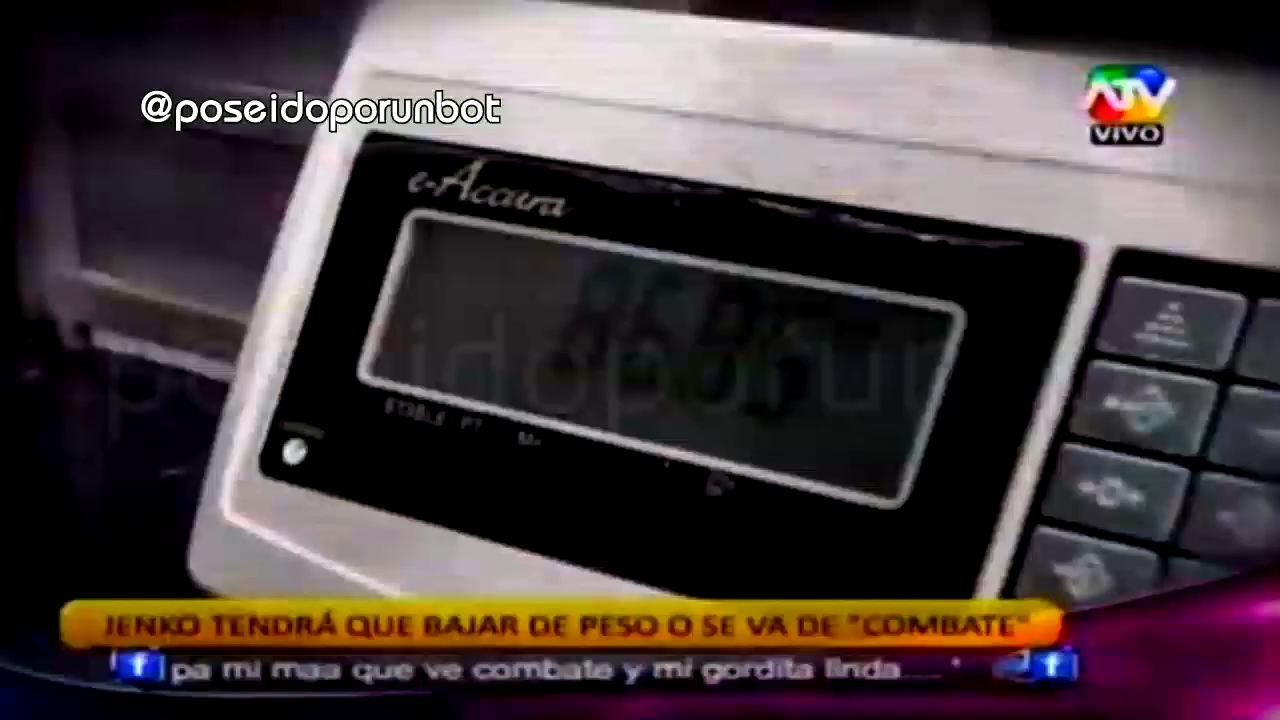 @poseidoporunbot
ATV
VIVO
e-Accura
poseidoporun
JENKO TENDRÁ QUE BAJAR DE PESO O SE VA DE "COMBATE"
pa mi maa que ve combate y mi gordita linda....